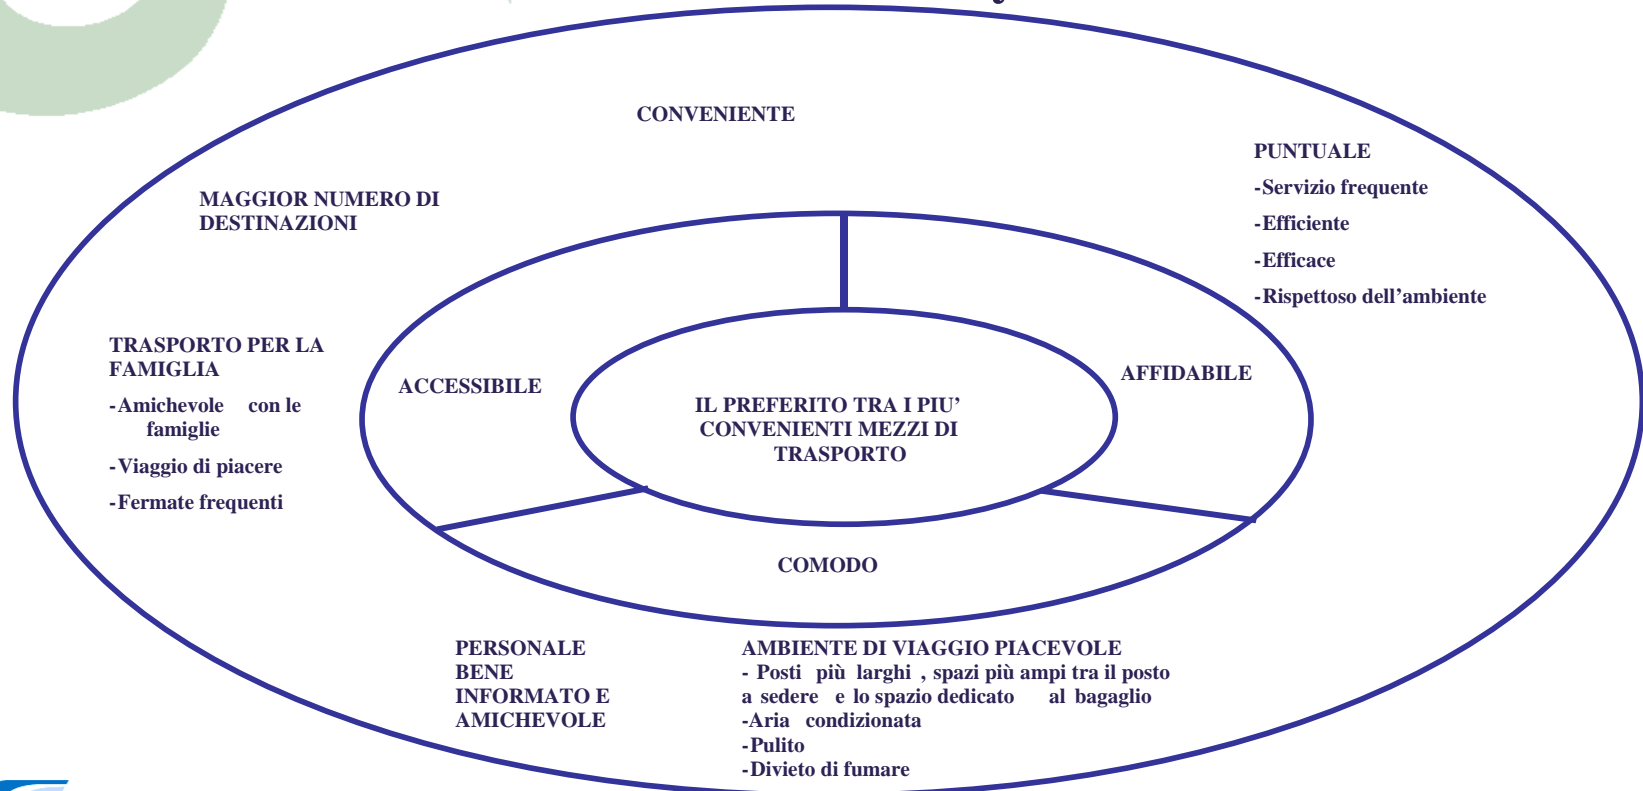 CONVENIENTE
PUNTUALE
-Servizio frequente
-Efficiente
-Efficace
-Rispettoso dell’ambiente
MAGGIOR NUMERO DI
DESTINAZIONI
TRASPORTO PER LA
FAMIGLIA
-Amichevole con le
famiglie
-Viaggio di piacere
-Fermate frequenti
ACCESSIBILE
AFFIDABILE
IL PREFERITO TRA I PIU’
CONVENIENTI MEZZI DI
TRASPORTO
COMODO
PERSONALE
BENE
INFORMATO E
AMICHEVOLE
AMBIENTE DI VIAGGIO PIACEVOLE
- Posti più larghi , spazi più ampi tra il posto
a sedere e lo spazio dedicato al bagaglio
-Aria condizionata
-Pulito
-Divieto di fumare